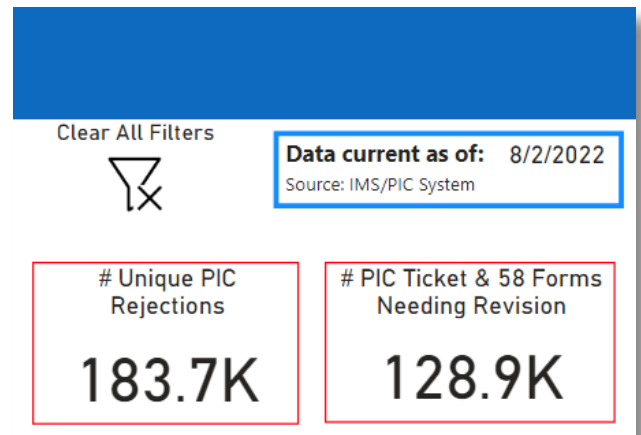 Clear All Filters
Data current as of: 8/2/2022
Source: IMS/PIC System
# Unique PIC
Rejections
183.7K
# PIC Ticket & 58 Forms
Needing Revision
128.9K